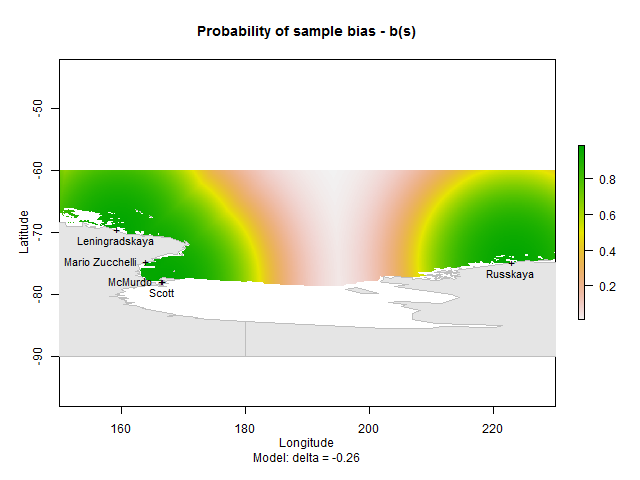 Probability of sample bias - b(s)
-50
-60
-70
-80
-90
Latitude
Leningradskaya
Mario Zucchelli
McMurdo
Scott
Russkaya
0.8
0.6
0.4
0.2
160
180
200
220
Longitude
Model: delta = -0.26